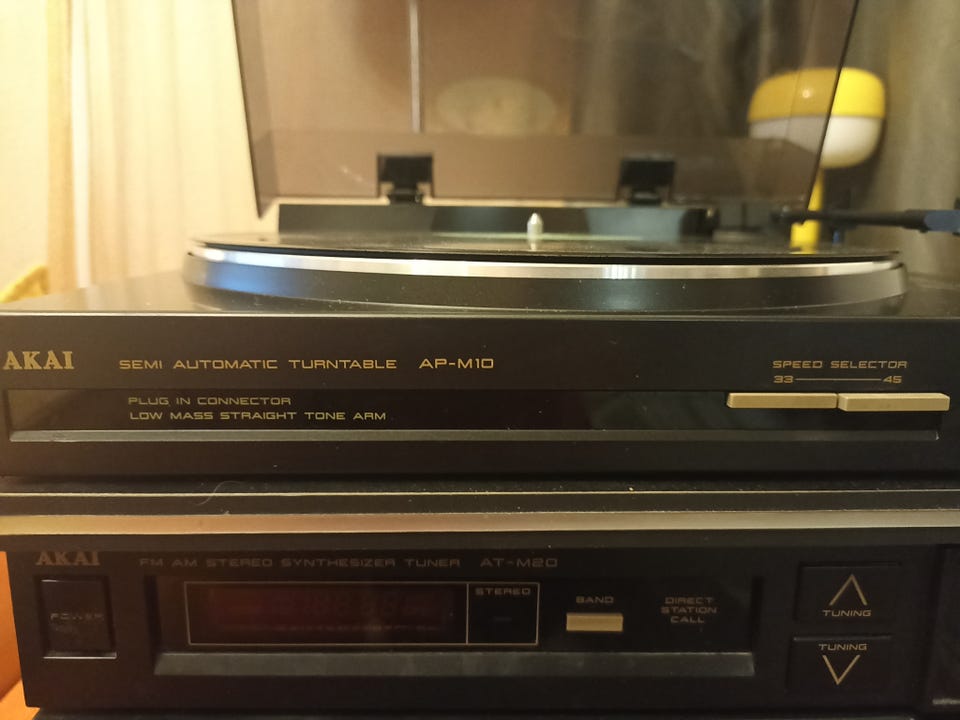 AKAI SEMI AUTOMATIC TURNTABLE AP-M10
SPEED SELECTOR
33 45
PLUG IN CONNECTOR
LOW MASS STRAIGHT TONE ARM
AKAI FM AM STEREO SYNTHESIZER TUNER AT-M20
POWER
STEREO
BAND
DIRECT
STATION
CALL
TUNING
TUNING